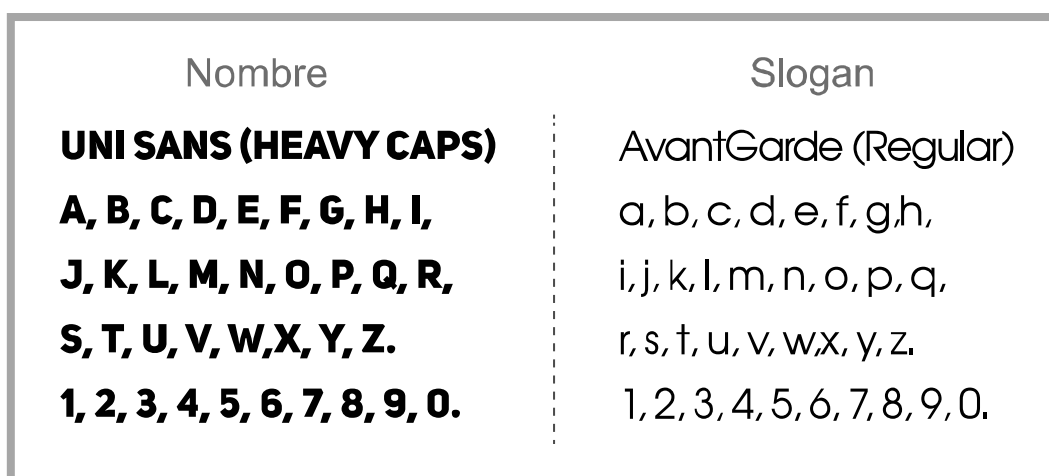 Nombre
UNI SANS (HEAVY CAPS)
A, B, C, D, E, F, G, H, I,
J, K, L, M, N, O, P, Q, R,
S, T, U, V, W,X, Y, Z.
1, 2, 3, 4, 5, 6, 7, 8, 9, 0.
Slogan
AvantGarde (Regular)
a, b, c, d, e, f, g,h,
i, j, k, l, m, n, o, p, q,
r, s, t, u, v, w,x, y, z.
1, 2, 3, 4, 5, 6, 7, 8, 9, 0.